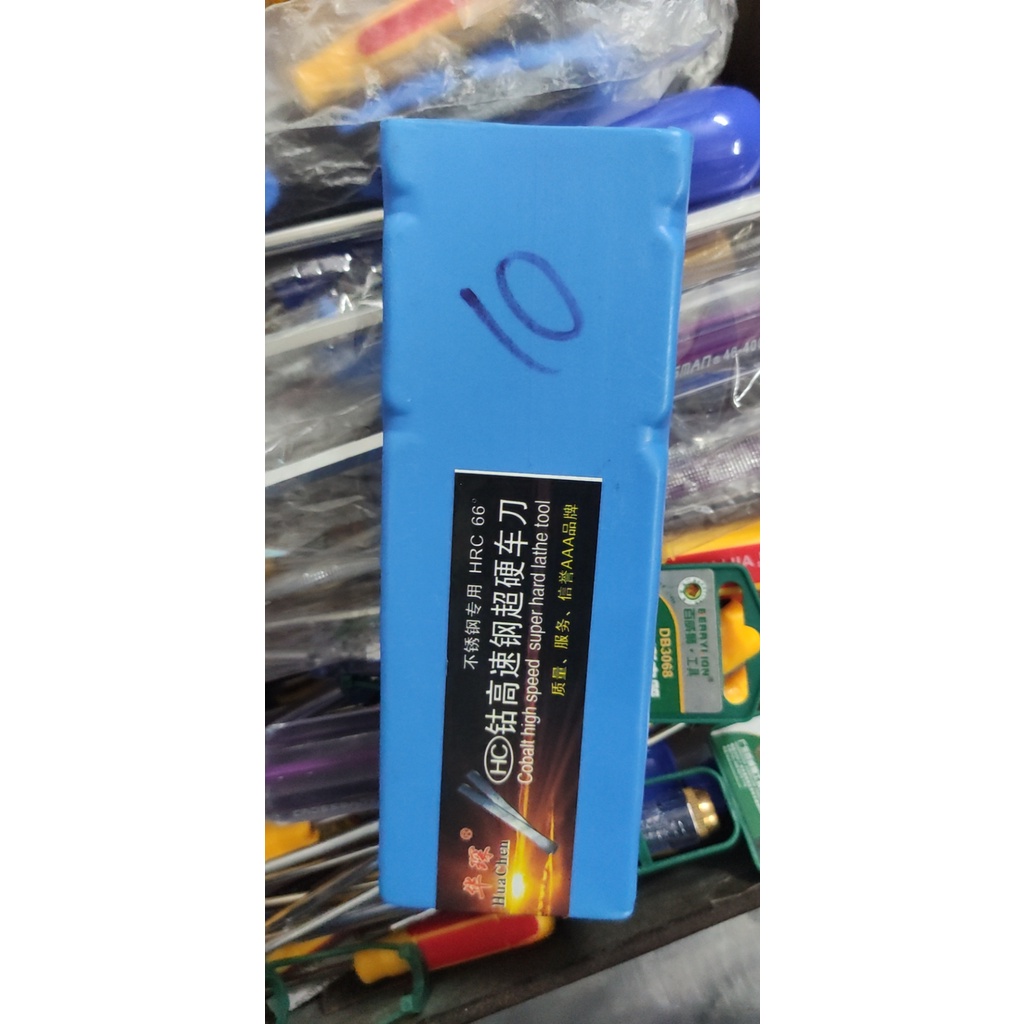 10
不锈钢专用 HRC 66°
HC钴高速钢超硬车刀
Cobalt high speed super hard lathe tool
质量、服务、信誉AAA品牌
华琛®
HuaChen
DB3068